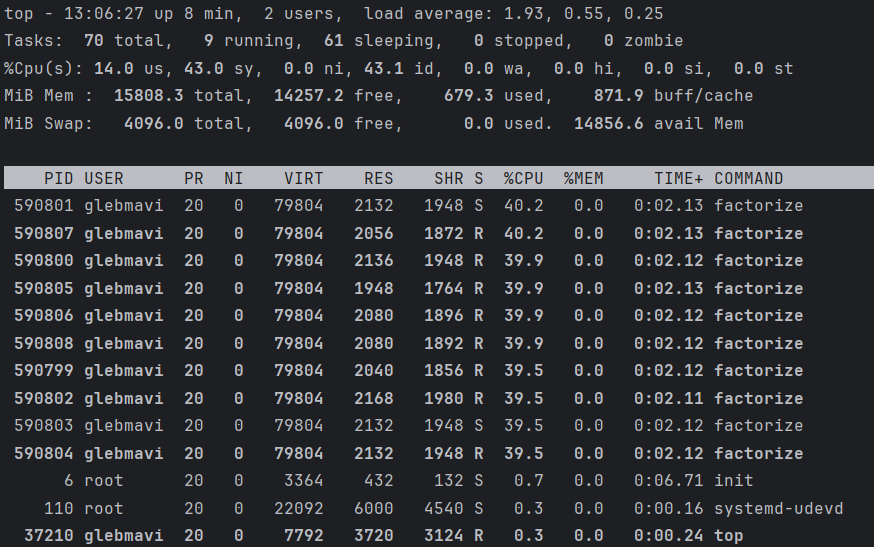 top - 13:06:27 up 8 min,  2 users,  load average: 1.93, 0.55, 0.25
Tasks:  70 total,   9 running,  61 sleeping,   0 stopped,   0 zombie
%Cpu(s): 14.0 us, 43.0 sy,  0.0 ni, 43.1 id,  0.0 wa,  0.0 hi,  0.0 si,  0.0 st
MiB Mem :  15808.3 total,  14257.2 free,    679.3 used,    871.9 buff/cache
MiB Swap:   4096.0 total,   4096.0 free,      0.0 used.  14856.6 avail Mem
    PID USER      PR  NI    VIRT    RES    SHR S  %CPU  %MEM     TIME+ COMMAND
 590801 glebmavi  20   0   79804   2132   1948 S  40.2   0.0   0:02.13 factorize
 590807 glebmavi  20   0   79804   2056   1872 R  40.2   0.0   0:02.13 factorize
 590800 glebmavi  20   0   79804   2136   1948 R  39.9   0.0   0:02.12 factorize
 590805 glebmavi  20   0   79804   1948   1764 R  39.9   0.0   0:02.13 factorize
 590806 glebmavi  20   0   79804   2080   1896 R  39.9   0.0   0:02.12 factorize
 590808 glebmavi  20   0   79804   2080   1892 R  39.9   0.0   0:02.12 factorize
 590799 glebmavi  20   0   79804   2040   1856 R  39.5   0.0   0:02.12 factorize
 590802 glebmavi  20   0   79804   2168   1980 R  39.5   0.0   0:02.11 factorize
 590803 glebmavi  20   0   79804   2132   1948 S  39.5   0.0   0:02.12 factorize
 590804 glebmavi  20   0   79804   2132   1948 R  39.5   0.0   0:02.12 factorize
      6 root      20   0    3364    432    132 S   0.7   0.0   0:06.71 init
    110 root      20   0   22092   6000   4540 S   0.3   0.0   0:00.16 systemd-udevd
  37210 glebmavi  20   0    7792   3720   3124 R   0.3   0.0   0:00.24 top